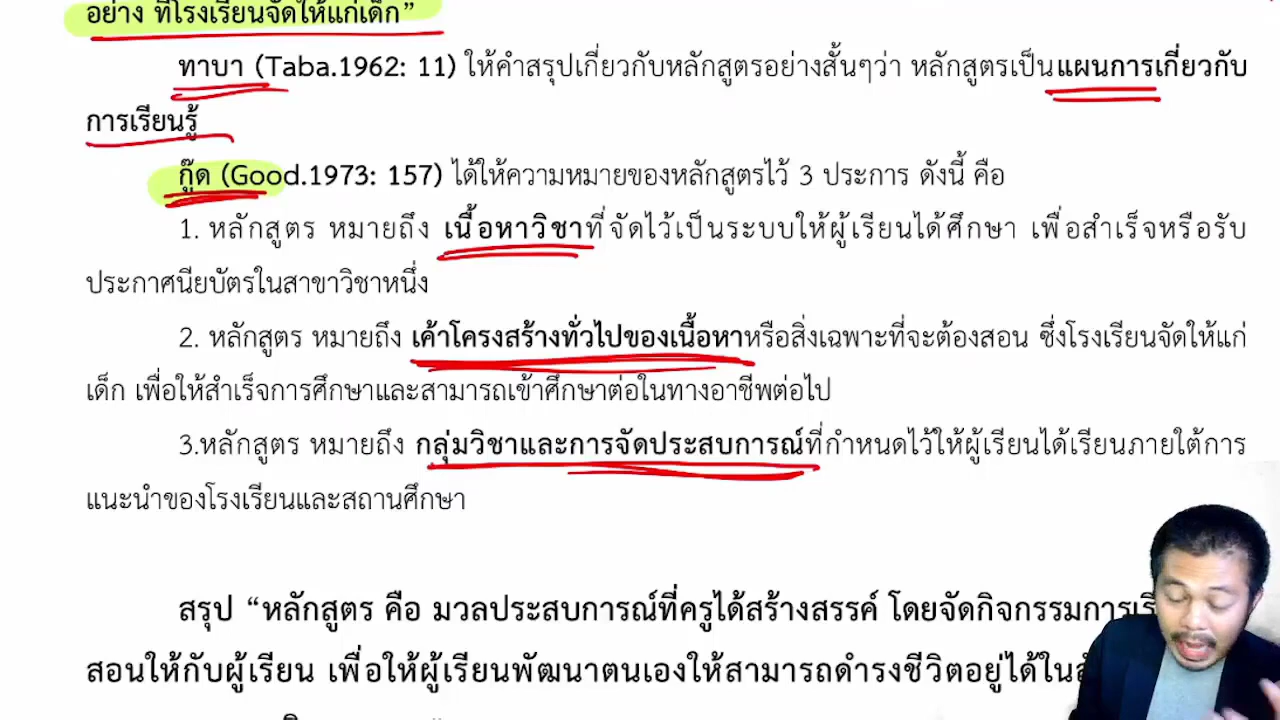 อย่าง ที่โรงเรียนจัดให้แก่เด็ก”
ทาบา (Taba.1962: 11) ให้คำสรุปเกี่ยวกับหลักสูตรอย่างสั้นๆว่า หลักสูตรเป็นแผนการเกี่ยวกับ
การเรียนรู้
กู๊ด (Good.1973: 157) ได้ให้ความหมายของหลักสูตรไว้ 3 ประการ ดังนี้ คือ
1. หลักสูตร หมายถึง เนื้อหาวิชาที่จัดไว้เป็นระบบให้ผู้เรียนได้ศึกษา เพื่อสำเร็จหรือรับ
ประกาศนียบัตรในสาขาวิชาหนึ่ง
2. หลักสูตร หมายถึง เค้าโครงสร้างทั่วไปของเนื้อหาหรือสิ่งเฉพาะที่จะต้องสอน ซึ่งโรงเรียนจัดให้แก่
เด็ก เพื่อให้สำเร็จการศึกษาและสามารถเข้าศึกษาต่อในทางอาชีพต่อไป
3.หลักสูตร หมายถึง กลุ่มวิชาและการจัดประสบการณ์ที่กำหนดไว้ให้ผู้เรียนได้เรียนภายใต้การ
แนะนำของโรงเรียนและสถานศึกษา
สรุป “หลักสูตร คือ มวลประสบการณ์ที่ครูได้สร้างสรรค์ โดยจัดกิจกรรมการ
สอนให้กับผู้เรียน เพื่อให้ผู้เรียนพัฒนาตนเองให้สามารถดำรงชีวิตอยู่ได้ใน